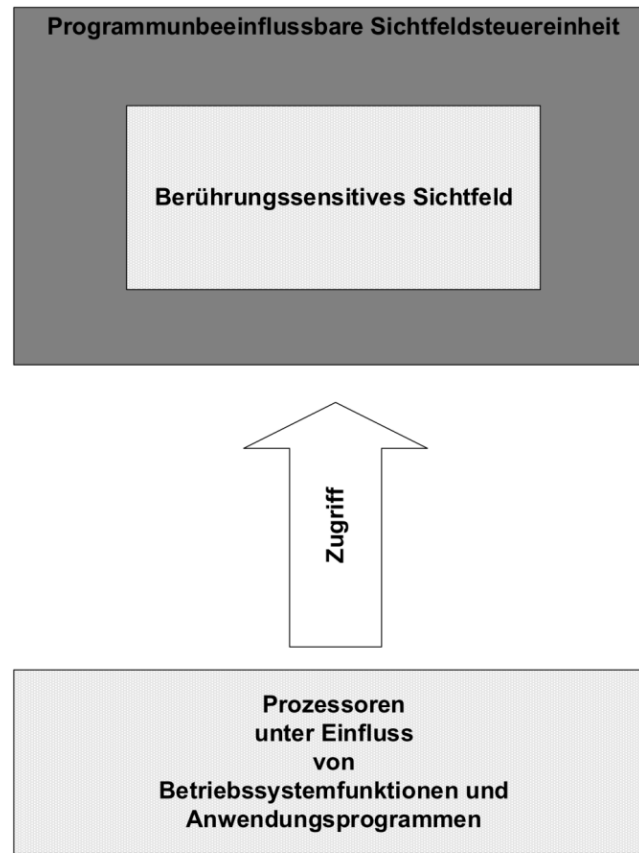 Programmunbeeinflussbare Sichtfeldsteuereinheit
Berührungssensitives Sichtfeld
Zugriff
Prozessoren
unter Einfluss
von
Betriebssystemfunktionen und
Anwendungsprogrammen